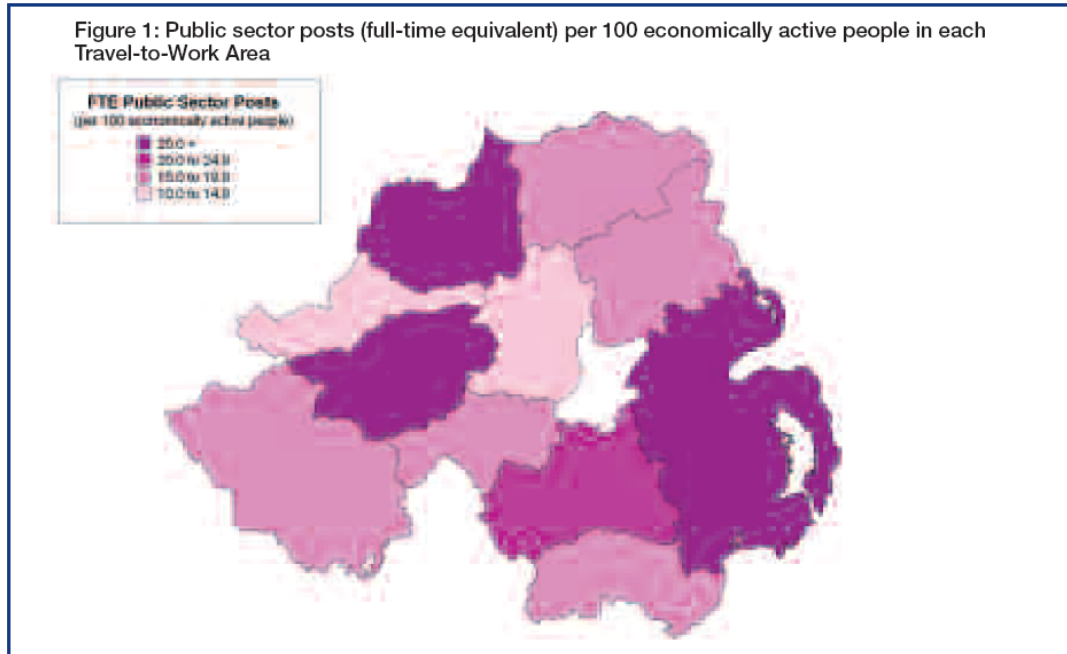 Figure 1: Public sector posts (full-time equivalent) per 100 economically active people in each
Travel-to-Work Area
FTE Public Sector Posts
(per 100 economically active people)
25.0 +
20.0 to 24.9
15.0 to 19.9
10.0 to 14.9